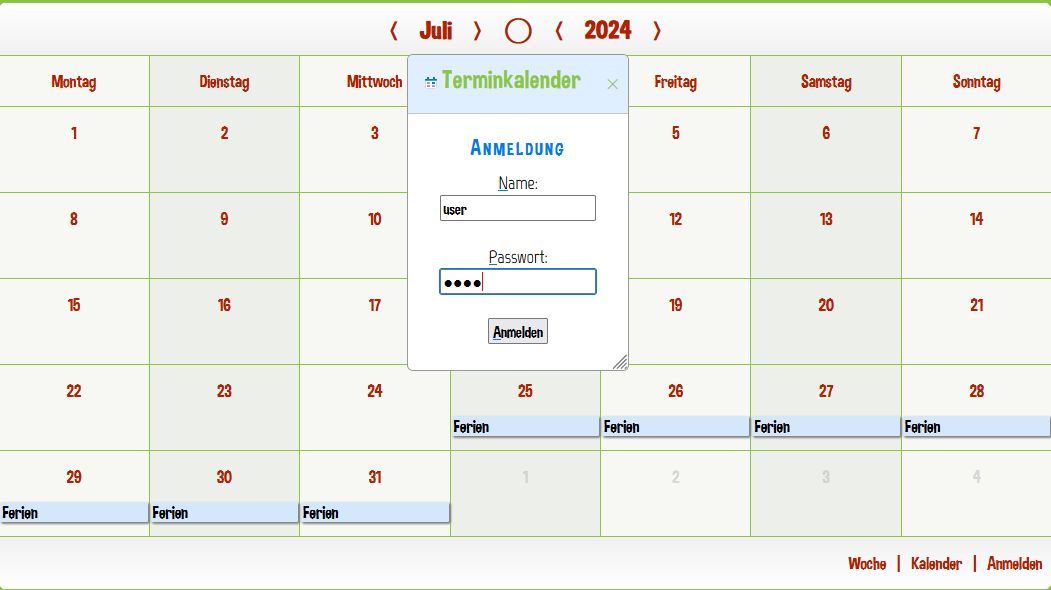 〈 Juli 〉 ◯ 〈 2024 〉
Montag Dienstag Mittwoch Freitag Samstag Sonntag
Terminkalender ×
Anmeldung
Name:
user
Passwort:
●●●●
Anmelden
1 2 3 5 6 7
8 9 10 12 13 14
15 16 17 19 20 21
22 23 24 25 26 27 28
Ferien Ferien Ferien Ferien
29 30 31 1 2 3 4
Ferien Ferien Ferien
Woche | Kalender | Anmelden